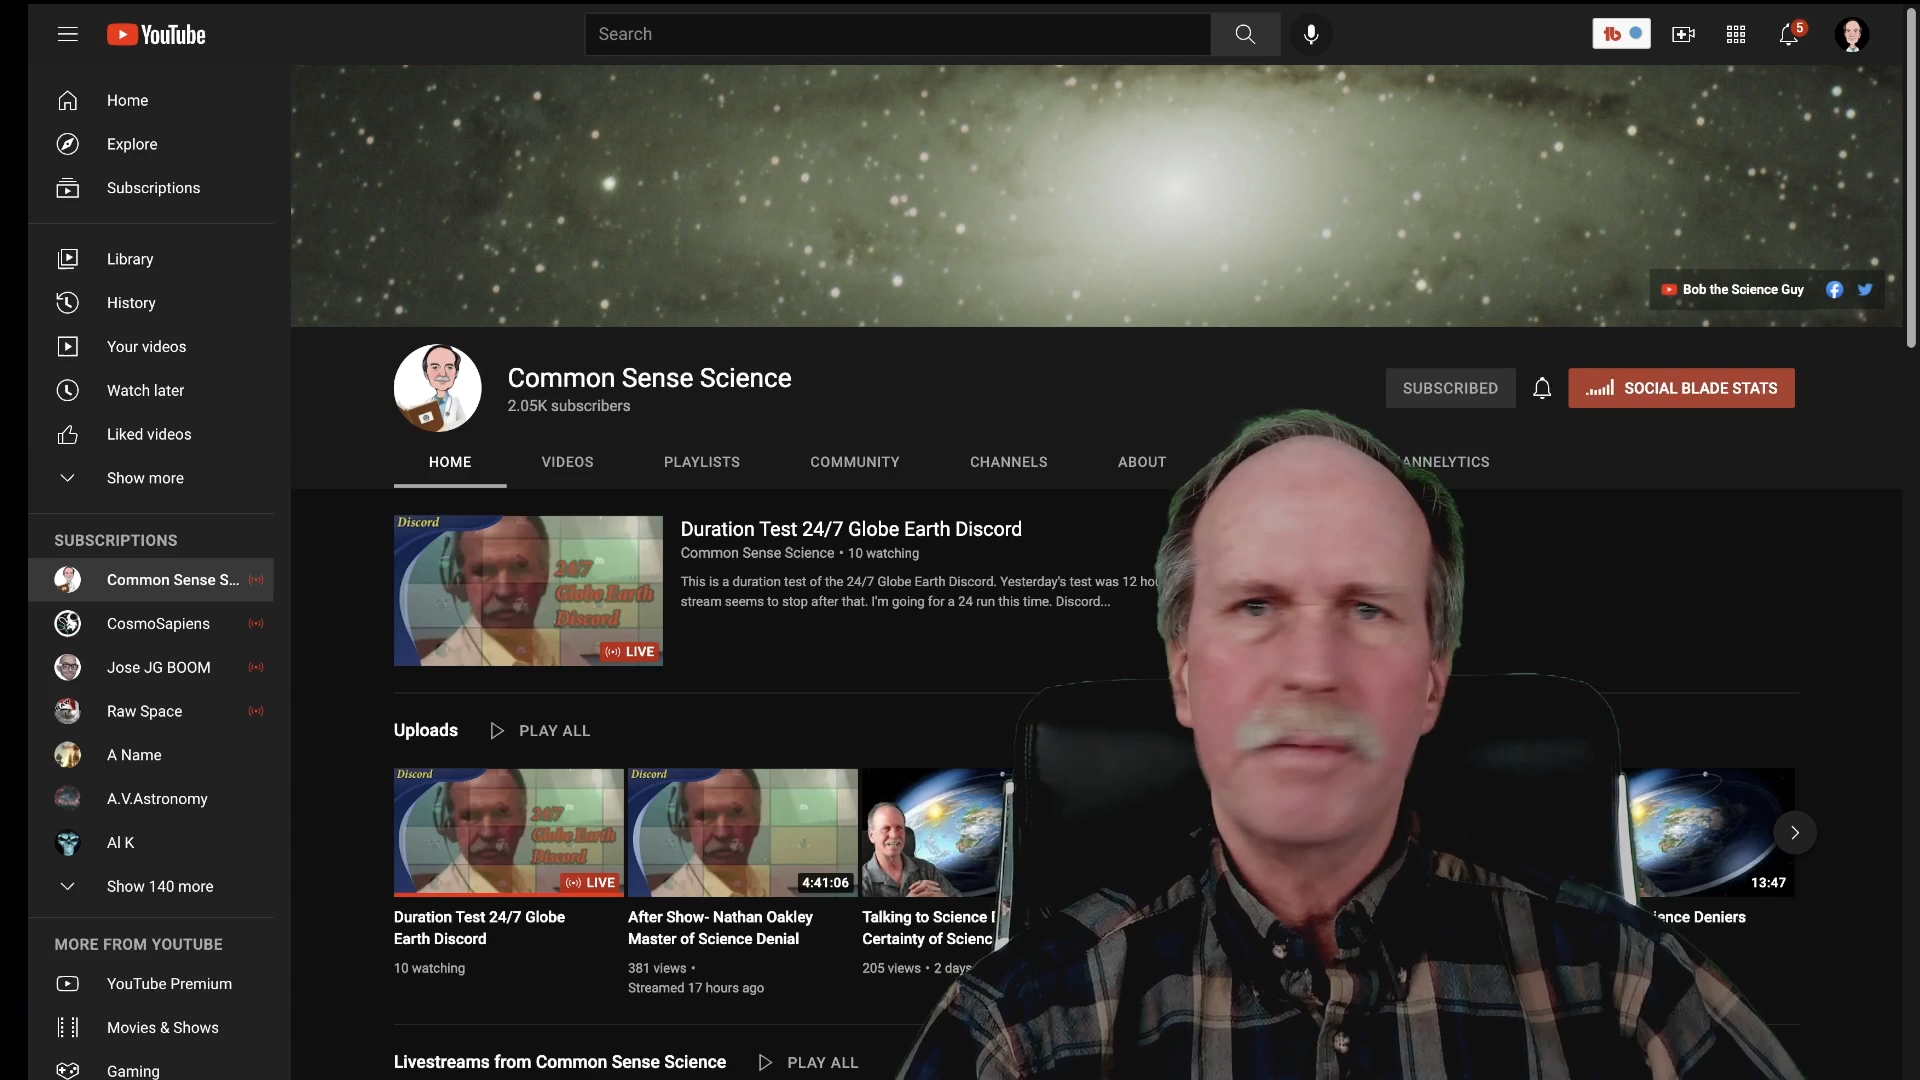 YouTube
Search
tb
5
Home
Explore
Subscriptions
Library
History
Your videos
Watch later
Liked videos
Show more
SUBSCRIPTIONS
Common Sense S...
CosmoSapiens
Jose JG BOOM
Raw Space
A Name
A.V.Astronomy
Al K
Show 140 more
MORE FROM YOUTUBE
YouTube Premium
Movies & Shows
Gaming
Bob the Science Guy
Common Sense Science
2.05K subscribers
SUBSCRIBED
SOCIAL BLADE STATS
HOME
VIDEOS
PLAYLISTS
COMMUNITY
CHANNELS
ABOUT
ANNELYTICS
Discord
24/7
Globe Earth
Discord
LIVE
Duration Test 24/7 Globe Earth Discord
Common Sense Science • 10 watching
This is a duration test of the 24/7 Globe Earth Discord. Yesterday's test was 12 hou
stream seems to stop after that. I'm going for a 24 run this time. Discord...
Uploads
PLAY ALL
Discord
24/7
Globe Earth
Discord
LIVE
Duration Test 24/7 Globe
Earth Discord
10 watching
Discord
4:41:06
After Show- Nathan Oakley
Master of Science Denial
381 views •
Streamed 17 hours ago
Talking to Science
Certainty of Scienc
205 views • 2 days
13:47
ience Deniers
Livestreams from Common Sense Science
PLAY ALL